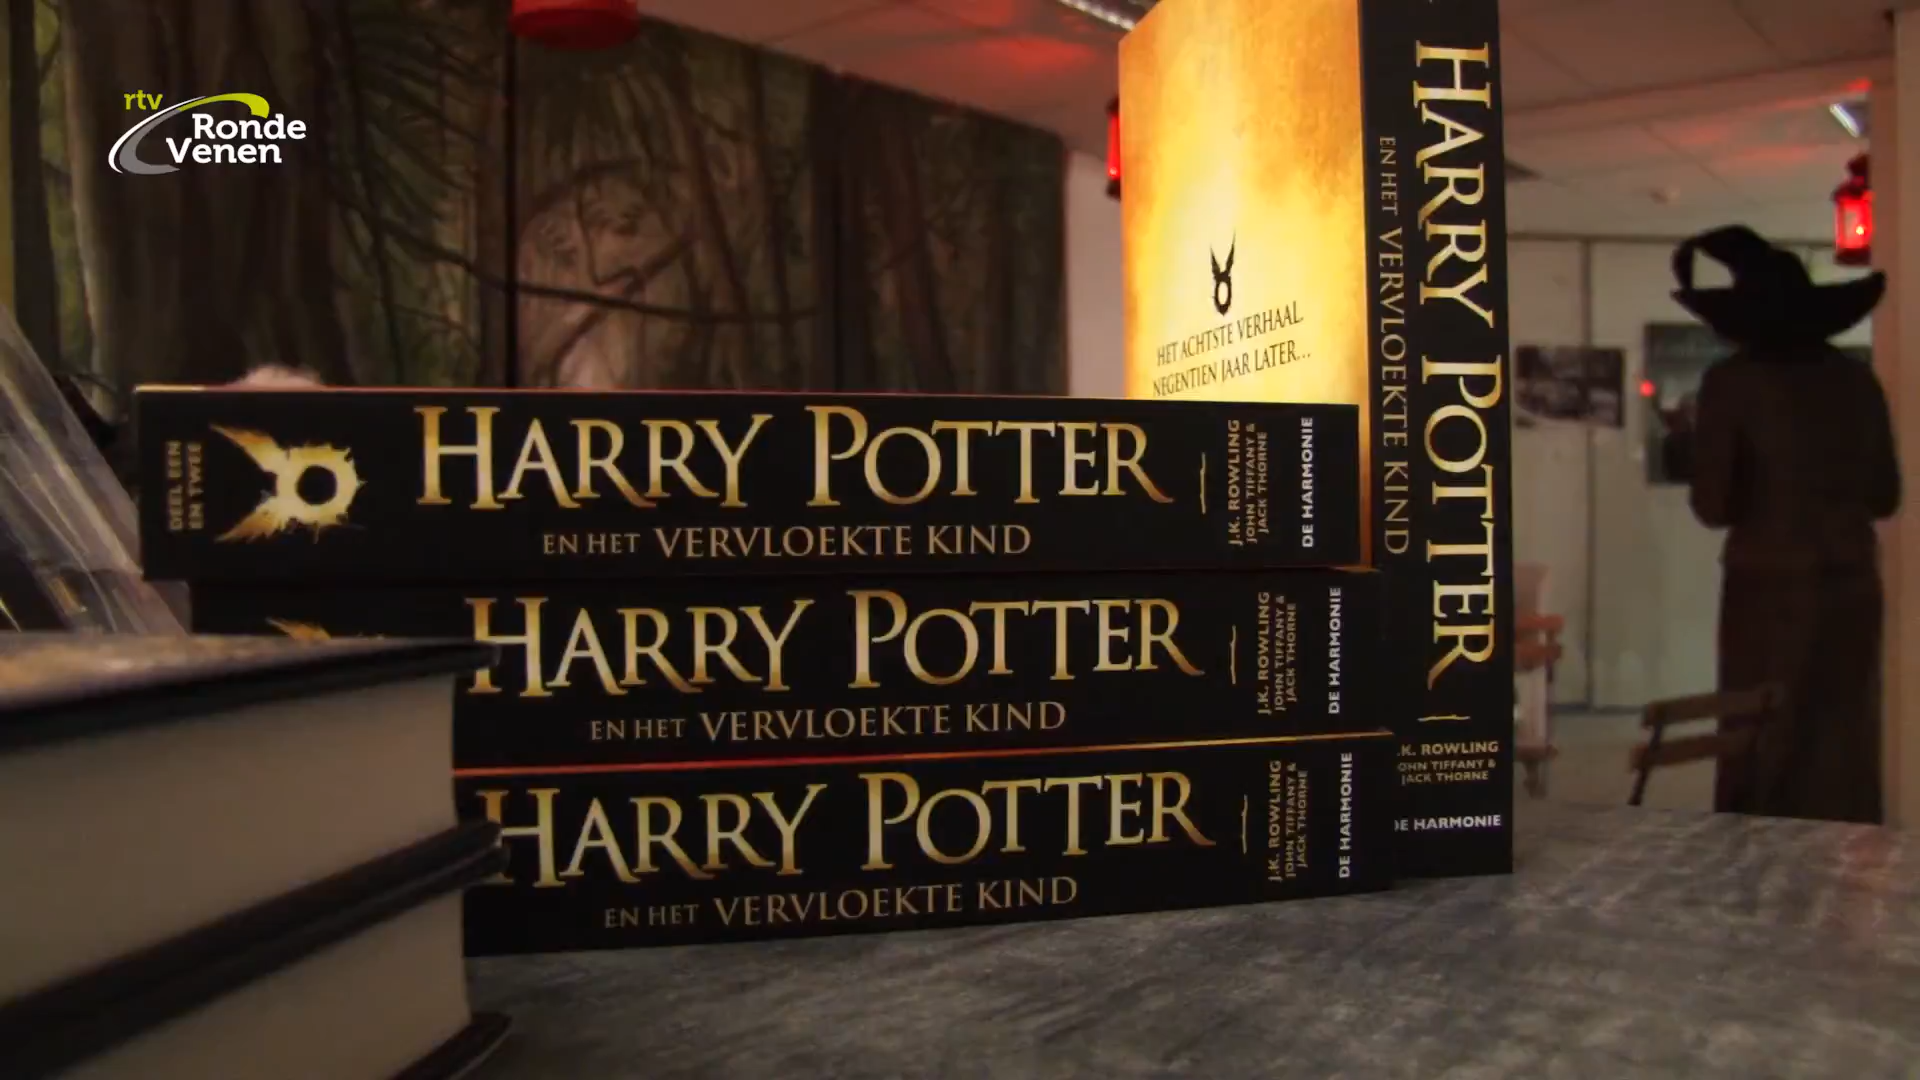 rtv
Ronde
Venen
HET ACHTSTE VERHAAL.
NEGENTIEN JAAR LATER...
HARRY POTTER
EN HET VERVLOEKTE KIND
.K. ROWLING
OHN TIFFANY &
JACK THORNE
DE HARMONIE
DEEL EEN
EN TWEE
HARRY POTTER
EN HET VERVLOEKTE KIND
J.K. ROWLING
JOHN TIFFANY &
JACK THORNE
DE HARMONIE
HARRY POTTER
EN HET VERVLOEKTE KIND
J.K. ROWLING
JOHN TIFFANY &
JACK THORNE
DE HARMONIE
HARRY POTTER
EN HET VERVLOEKTE KIND
J.K. ROWLING
JOHN TIFFANY &
JACK THORNE
DE HARMONIE